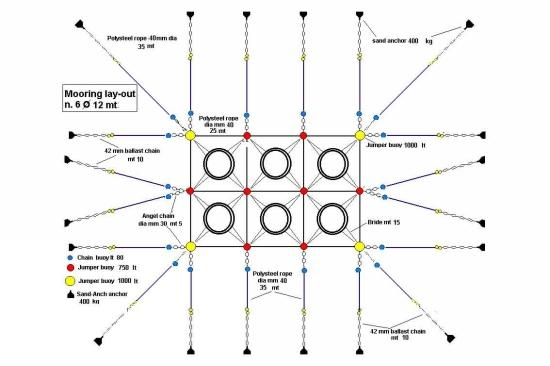 Polysteel rope 40mm dia
35 mt
sand anchor 400 kg
Mooring lay-out
n. 6 Ø 12 mt
Polysteel rope
dia mm 40
25 mt
Jumper buoy 1000 lt
42 mm ballast chain
mt 10
Angel chain
dia mm 30 mt 5
Bride mt 15
Chain buoy lt 80
Jumper buoy 750 lt
Jumper buoy 1000 lt
Sand-Anch anchor
400 kg
Polysteel rope
dia mm 40
35 mt
42 mm ballast chain
mt 10